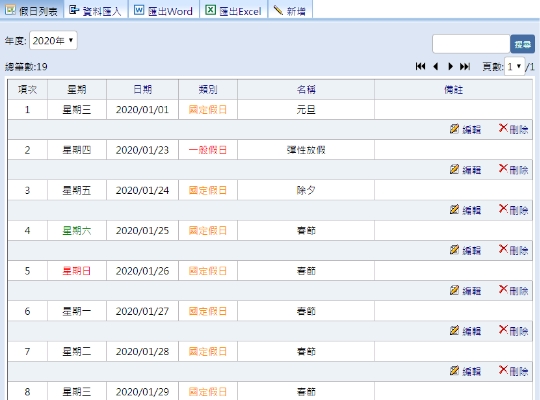 假日列表 資料匯入 匯出Word 匯出Excel 新增
年度: 2020年 搜尋
總筆數:19 頁數: 1 /1
項次 星期 日期 類別 名稱 備註
1 星期三 2020/01/01 國定假日 元旦
編輯 刪除
2 星期四 2020/01/23 一般假日 彈性放假
編輯 刪除
3 星期五 2020/01/24 國定假日 除夕
編輯 刪除
4 星期六 2020/01/25 國定假日 春節
編輯 刪除
5 星期日 2020/01/26 國定假日 春節
編輯 刪除
6 星期一 2020/01/27 國定假日 春節
編輯 刪除
7 星期二 2020/01/28 國定假日 春節
編輯 刪除
8 星期三 2020/01/29 國定假日 春節